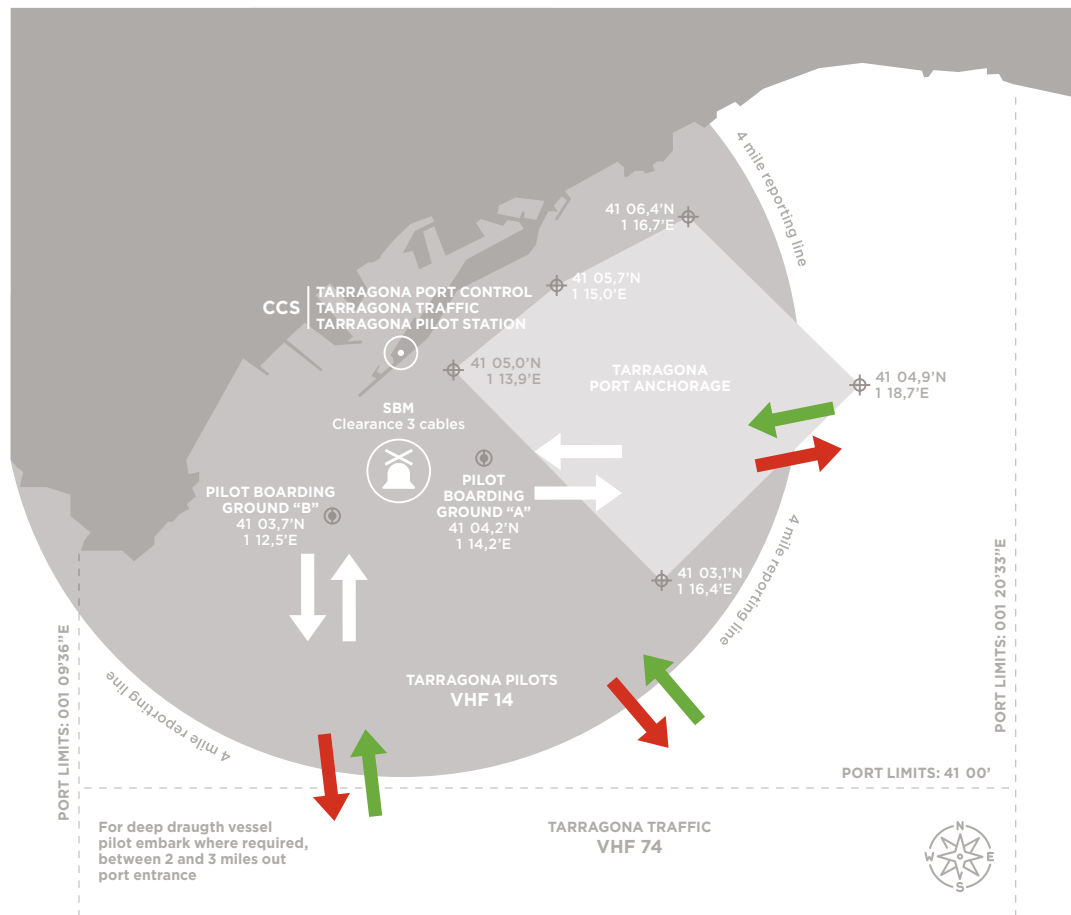 4 mile reporting line
41 06,4'N
1 16,7'E
41 05,7'N
1 15,0'E
CCS
TARRAGONA PORT CONTROL
TARRAGONA TRAFFIC
TARRAGONA PILOT STATION
41 05,0'N
1 13,9'E
TARRAGONA
PORT ANCHORAGE
41 04,9'N
1 18,7'E
SBM
Clearance 3 cables
PILOT BOARDING
GROUND “B”
41 03,7'N
1 12,5'E
PILOT
BOARDING
GROUND “A”
41 04,2'N
1 14,2'E
41 03,1'N
1 16,4'E
4 mile reporting line
PORT LIMITS: 001 09'36"E
PORT LIMITS: 001 20'33"E
4 mile reporting line
TARRAGONA PILOTS
VHF 14
PORT LIMITS: 41 00'
For deep draugth vessel
pilot embark where required,
between 2 and 3 miles out
port entrance
TARRAGONA TRAFFIC
VHF 74
N
W E
S